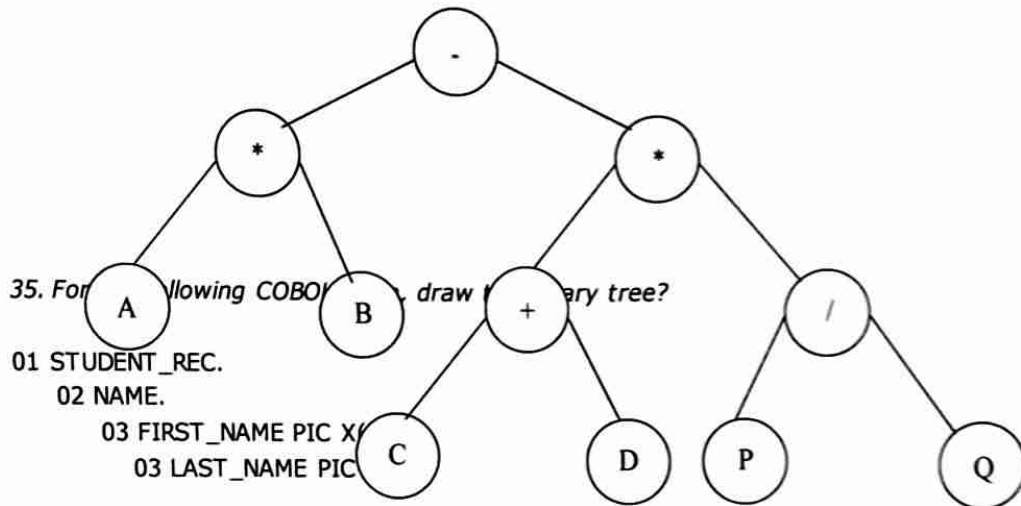 -
* *
35. For llowing COBO , draw ary tree?
A B + /
01 STUDENT_REC.
02 NAME.
03 FIRST_NAME PIC X(
03 LAST_NAME PIC
C D P Q